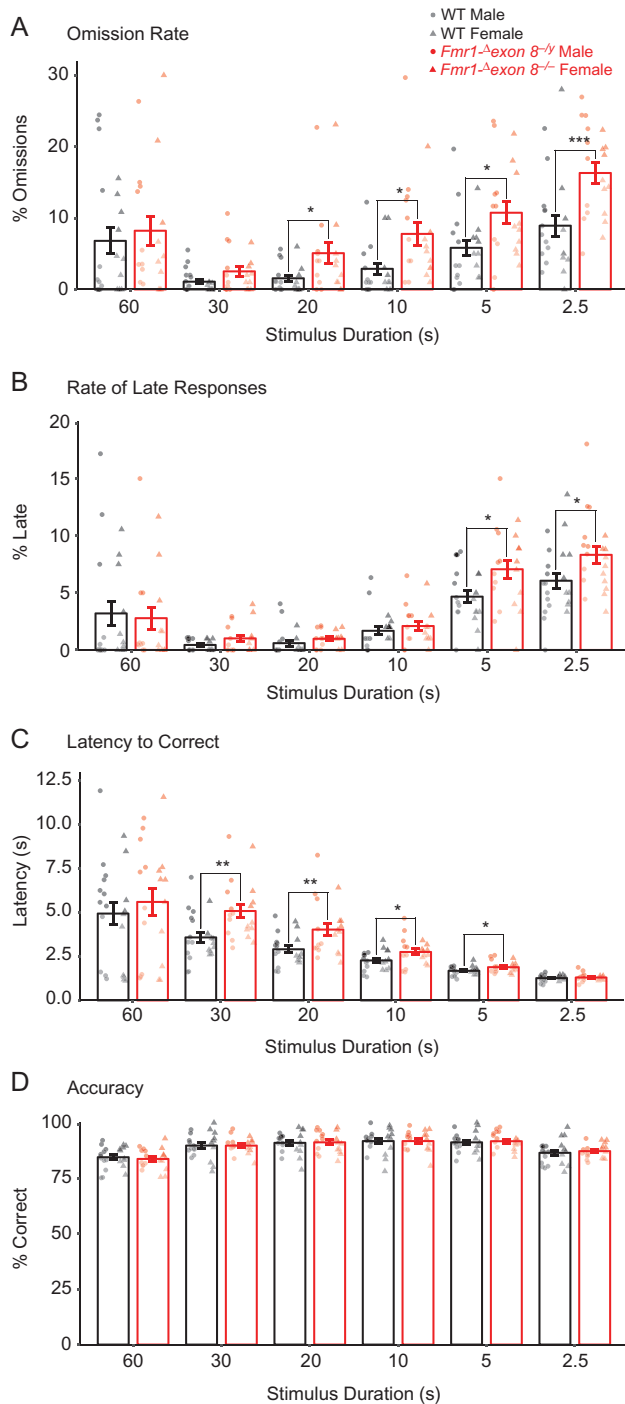 A Omission Rate
WT Male
WT Female
Fmr1-Δexon 8–/y Male
Fmr1-Δexon 8–/– Female
% Omissions
30
20
10
0
*
*
*
***
60 30 20 10 5 2.5
Stimulus Duration (s)
B Rate of Late Responses
% Late
20
15
10
5
0
*
*
60 30 20 10 5 2.5
Stimulus Duration (s)
C Latency to Correct
Latency (s)
12.5
10.0
7.5
5.0
2.5
0.0
**
**
*
*
60 30 20 10 5 2.5
Stimulus Duration (s)
D Accuracy
% Correct
100
75
50
25
0
60 30 20 10 5 2.5
Stimulus Duration (s)